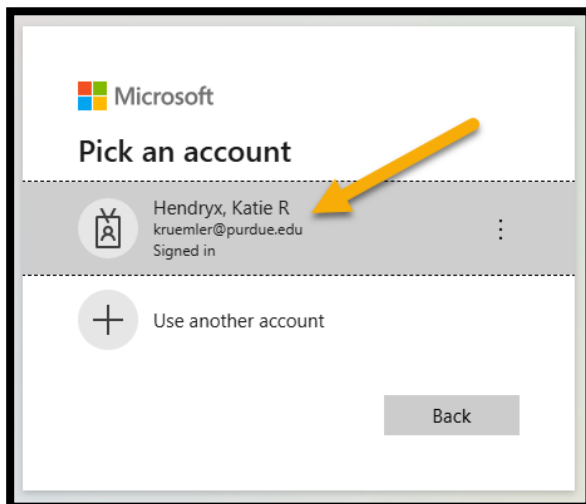 Microsoft
Pick an account
Hendryx, Katie R
kruemler@purdue.edu
Signed in
Use another account
Back